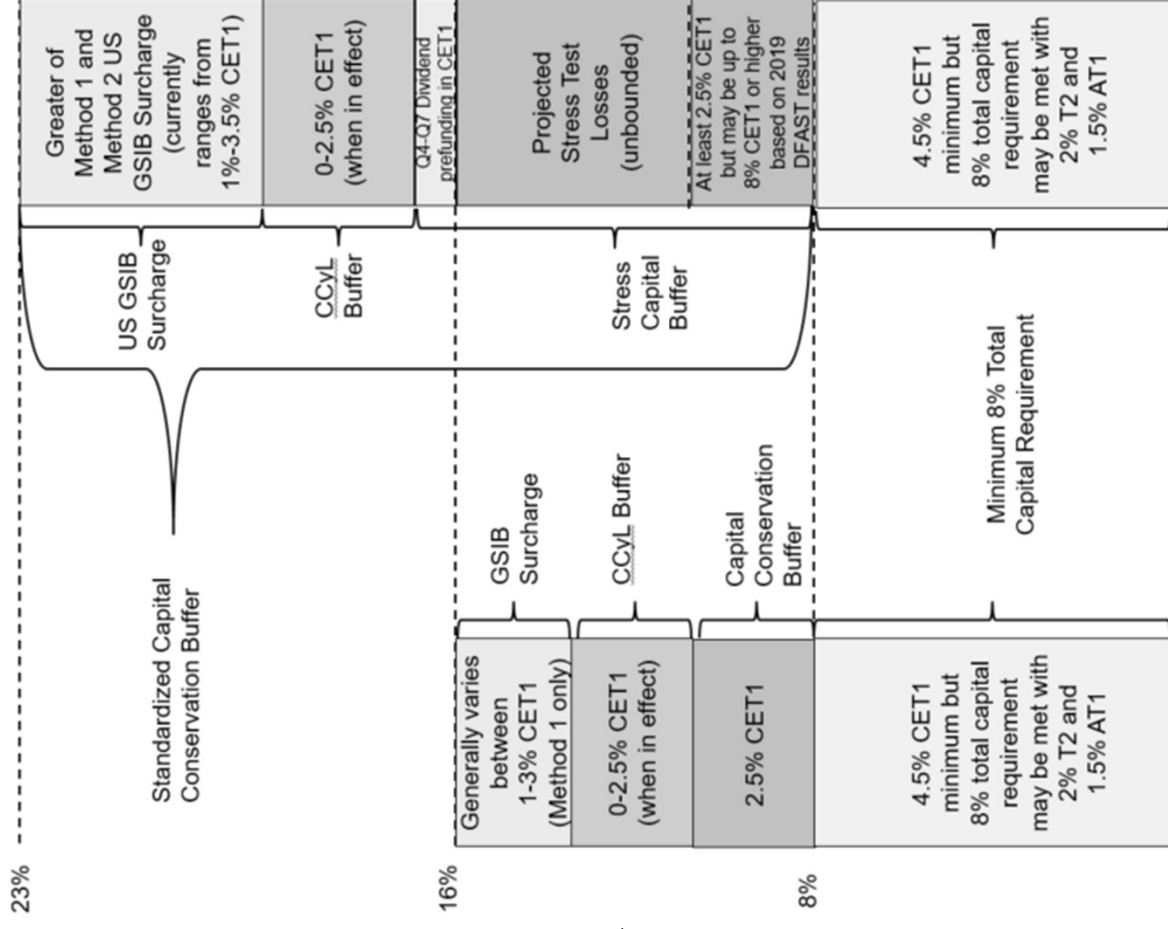 23%
16%
8%
Generally varies
between
1-3% CET1
(Method 1 only)
0-2.5% CET1
(when in effect)
2.5% CET1
4.5% CET1
minimum but
8% total capital
requirement
may be met with
2% T2 and
1.5% AT1
Standardized Capital
Conservation Buffer
GSIB
Surcharge
CCyL Buffer
Capital
Conservation
Buffer
Minimum 8% Total
Capital Requirement
US GSIB
Surcharge
CCyL
Buffer
Stress
Capital
Buffer
Greater of
Method 1 and
Method 2 US
GSIB Surcharge
(currently
ranges from
1%-3.5% CET1)
0-2.5% CET1
(when in effect)
Q4-Q7 Dividend
prefunding in CET1
Projected
Stress Test
Losses
(unbounded)
At least 2.5% CET1
but may be up to
8% CET1 or higher
based on 2019
DFAST results
4.5% CET1
minimum but
8% total capital
requirement
may be met with
2% T2 and
1.5% AT1